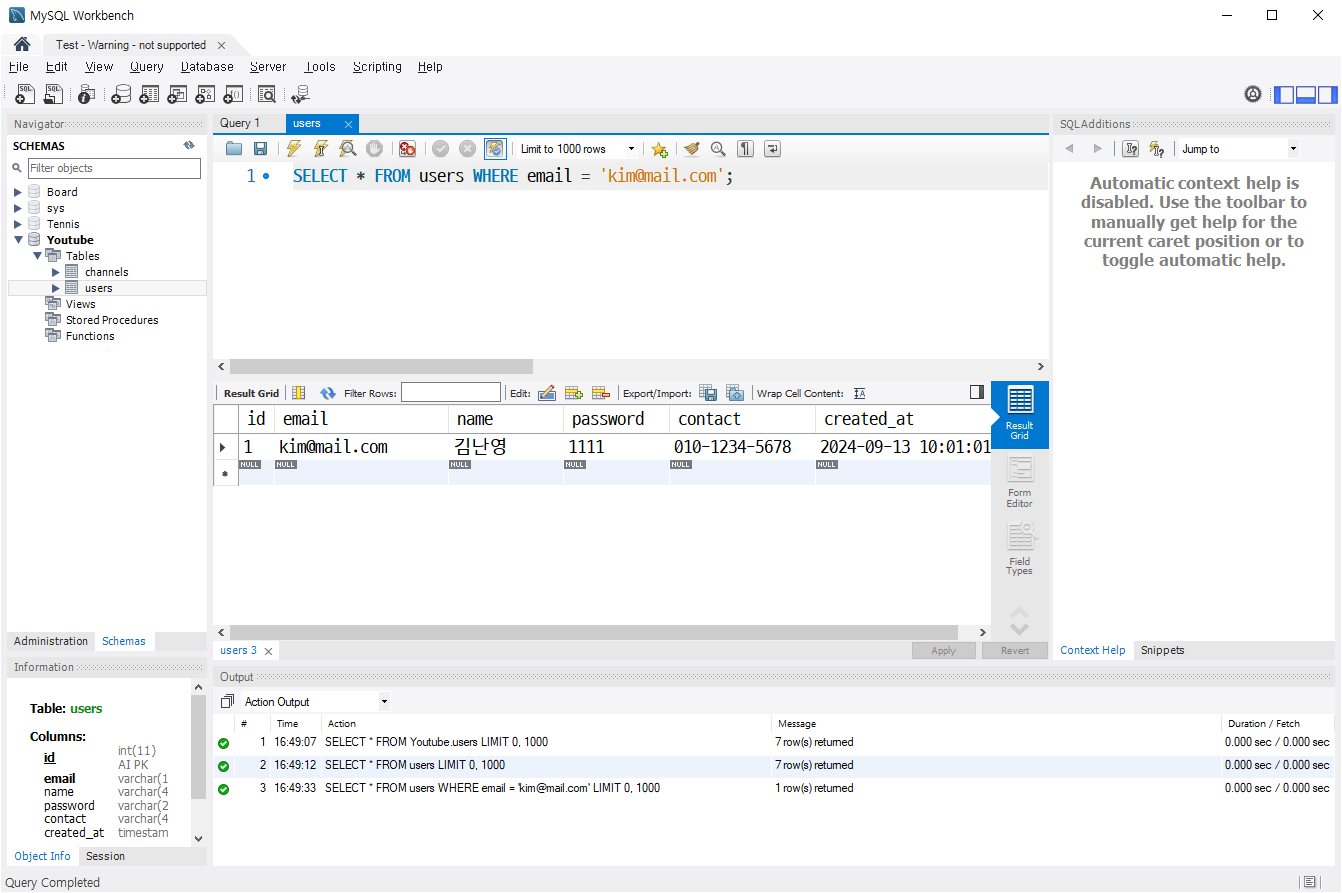 MySQL Workbench
Test - Warning - not supported
File Edit View Query Database Server Tools Scripting Help
Navigator
SCHEMAS
Filter objects
Board
sys
Tennis
Youtube
Tables
channels
users
Views
Stored Procedures
Functions
Administration Schemas
Information
Table: users
Columns:
id int(11)
AI PK
email varchar(1
name varchar(4
password varchar(2
contact varchar(4
created_at timestam
Object Info Session
Query 1 users
Limit to 1000 rows
1 SELECT * FROM users WHERE email = 'kim@mail.com';
Result Grid Filter Rows: Edit: Export/Import: Wrap Cell Content:
id email name password contact created_at
1 kim@mail.com 김난영 1111 010-1234-5678 2024-09-13 10:01:01
NULL NULL NULL NULL NULL NULL
Result
Grid
Form
Editor
Field
Types
users 3 Apply Revert
SQLAdditions
Jump to
Automatic context help is
disabled. Use the toolbar to
manually get help for the
current caret position or to
toggle automatic help.
Context Help Snippets
Output
Action Output
# Time Action Message Duration / Fetch
1 16:49:07 SELECT * FROM Youtube.users LIMIT 0, 1000 7 row(s) returned 0.000 sec / 0.000 sec
2 16:49:12 SELECT * FROM users LIMIT 0, 1000 7 row(s) returned 0.000 sec / 0.000 sec
3 16:49:33 SELECT * FROM users WHERE email = 'kim@mail.com' LIMIT 0, 1000 1 row(s) returned 0.000 sec / 0.000 sec
Query Completed